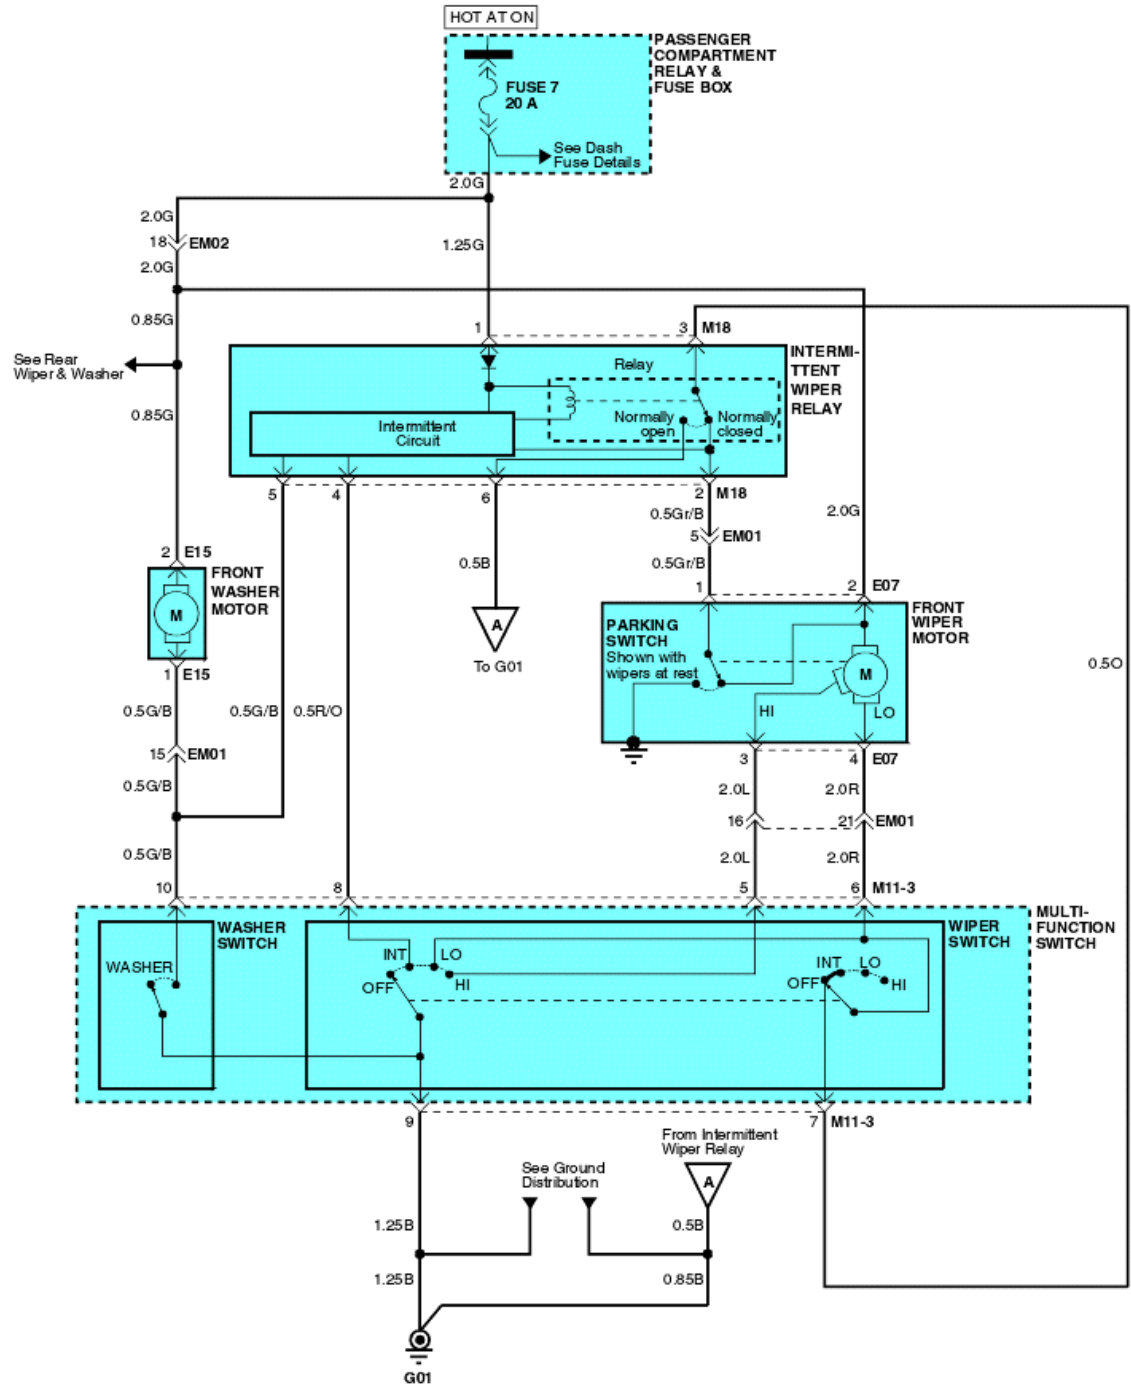 HOT AT ON
PASSENGER
COMPARTMENT
RELAY &
FUSE BOX
FUSE 7
20 A
See Dash
Fuse Details
2.0G
2.0G
18 EM02
1.25G
2.0G
0.85G
1
3 M18
See Rear
Wiper & Washer
INTERMI-
TTENT
WIPER
RELAY
Relay
0.85G
Intermittent
Circuit
Normally
open
Normally
closed
5
4
6
2 M18
0.5Gr/B
2.0G
5 EM01
2 E15
0.5B
0.5Gr/B
FRONT
WASHER
MOTOR
M
1
2 E07
FRONT
WIPER
MOTOR
A
To G01
PARKING
SWITCH
Shown with
wipers at rest
M
HI
LO
0.5O
1 E15
0.5G/B
0.5G/B
0.5R/O
15 EM01
3
4 E07
0.5G/B
2.0L
2.0R
16
21 EM01
0.5G/B
2.0L
2.0R
10
8
5
6 M11-3
WASHER
SWITCH
WIPER
SWITCH
MULTI-
FUNCTION
SWITCH
WASHER
OFF
INT
LO
HI
OFF
INT
LO
HI
9
7 M11-3
From Intermittent
Wiper Relay
See Ground
Distribution
A
1.25B
0.5B
1.25B
0.85B
G01